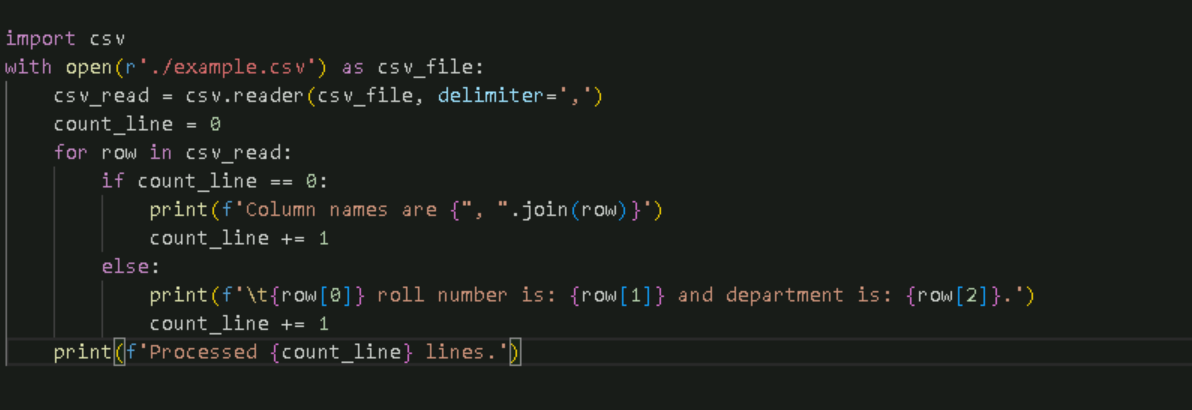 import csv
with open(r'./example.csv') as csv_file:
    csv_read = csv.reader(csv_file, delimiter=',')
    count_line = 0
    for row in csv_read:
        if count_line == 0:
            print(f'Column names are {", ".join(row)}')
            count_line += 1
        else:
            print(f'\t{row[0]} roll number is: {row[1]} and department is: {row[2]}.')
            count_line += 1
    print(f'Processed {count_line} lines.')